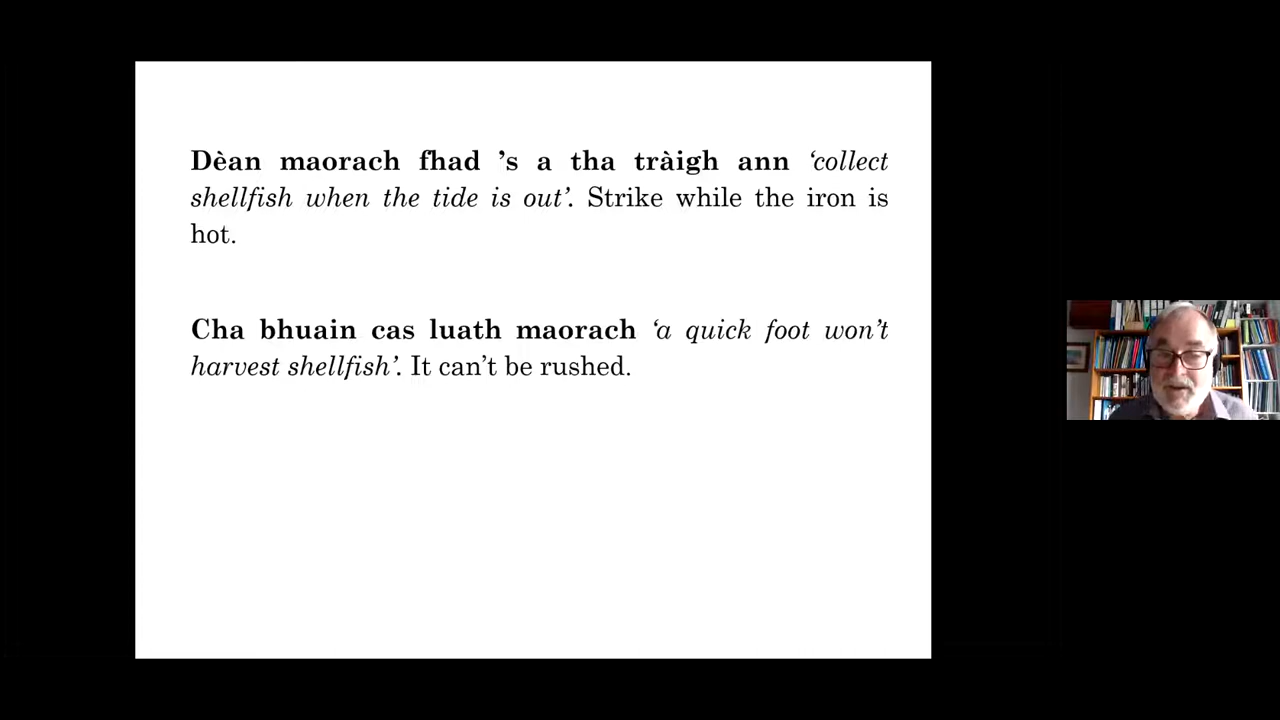 Dèan maorach fhad ’s a tha tràigh ann ‘collect
shellfish when the tide is out’. Strike while the iron is
hot.
Cha bhuain cas luath maorach ‘a quick foot won’t
harvest shellfish’. It can’t be rushed.